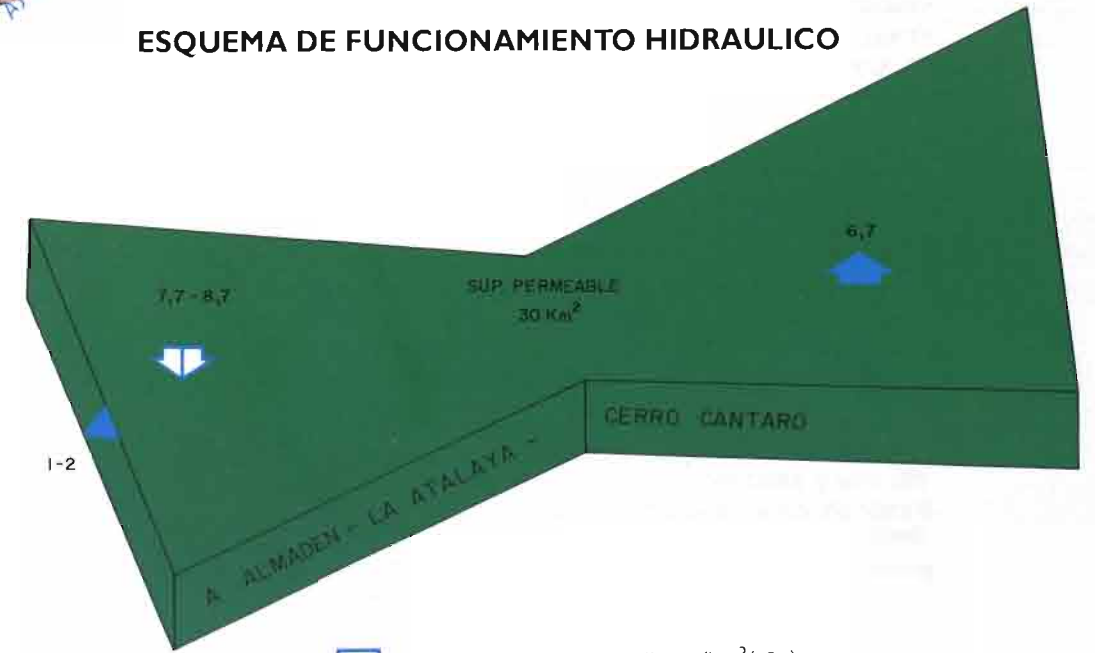 ESQUEMA DE FUNCIONAMIENTO HIDRAULICO
6,7
7,7 - 8,7
SUP. PERMEABLE
30 Km²
CERRO CANTARO
1-2
A ALMADEN - LA ATALAYA -